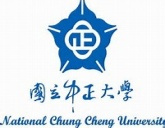 國立中正大學
National Chung Cheng University